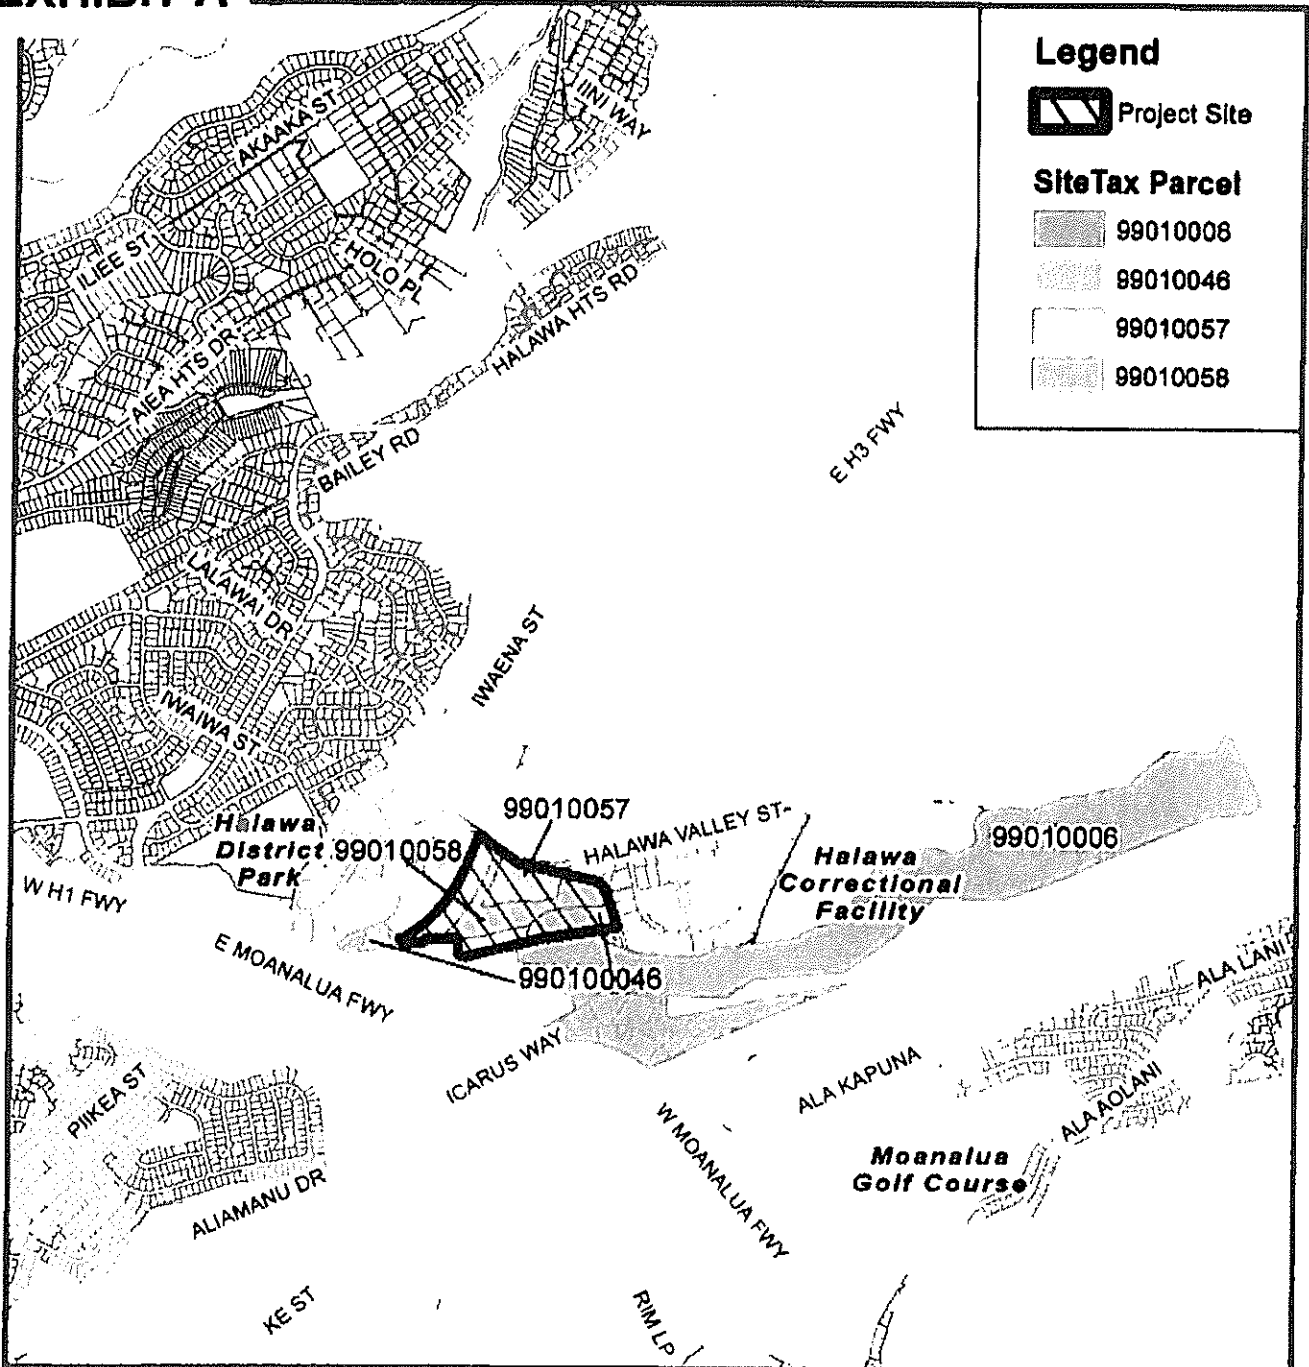 EXHIBIT A
Legend
Project Site
SiteTax Parcel
99010006
99010046
99010057
99010058
IINI WAY
AKAAKA ST
ILIEE ST
HOLO PL
HALAWA HTS RD
AIEA HTS DR
E H3 FWY
BAILEY RD
LALAWAI DR
IWAENA ST
IWAIWA ST
99010057
HALAWA VALLEY ST
Halawa
District
Park
99010058
99010006
Halawa
Correctional
Facility
W H1 FWY
E MOANALUA FWY
990100046
ALA LANI
ICARUS WAY
ALA KAPUNA
PIIKEA ST
ALA AOLANI
W MOANALUA FWY
Moanalua
Golf Course
ALIAMANU DR
KE ST
RIM LP